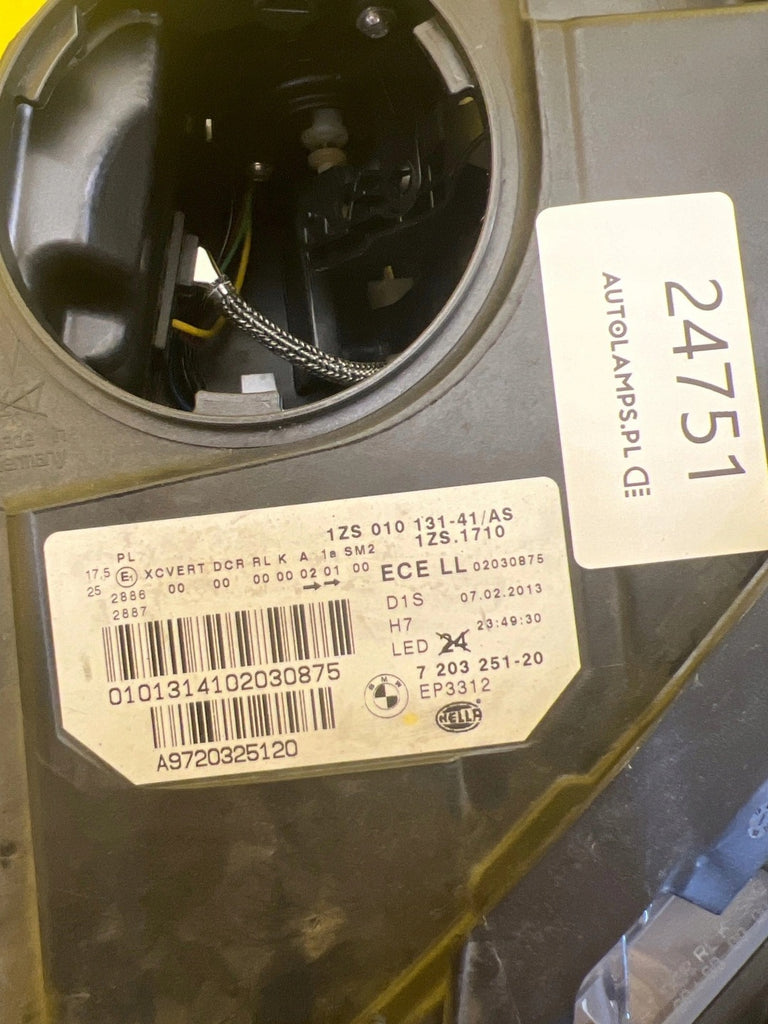 24751
AUTOLAMPS.PL
1ZS 010 131-41/AS
1ZS.1710
PL
17,5 E1 XCVERT DCR RL K A 1a SM2
25 2886 00 00 00 00 02 01 00
2887
ECE LL 02030875
D1S 07.02.2013
H7 23:49:30
LED 24
7 203 251-20
EP3312
BMW
HELLA
0101314102030875
A9720325120